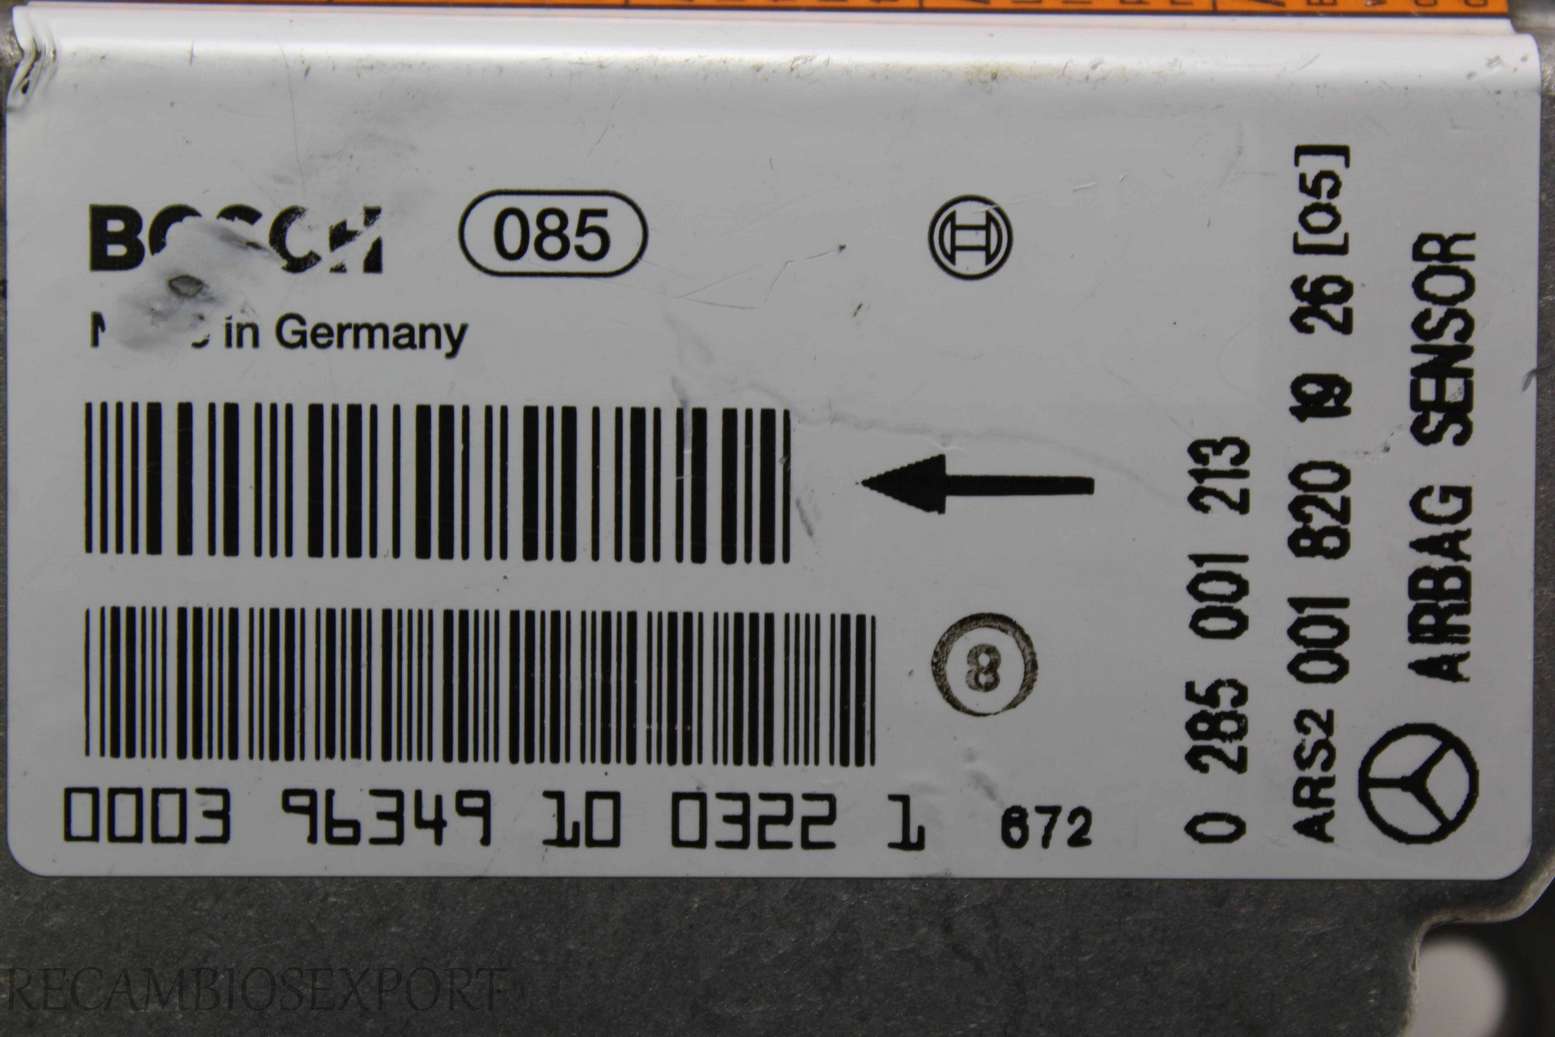 BOSCH
085
in Germany
8
0003 96349 10 0322 1 672
0 285 001 213
ARS2 001 820 19 26 [05]
AIRBAG SENSOR
RECAMBIOSEXPORT